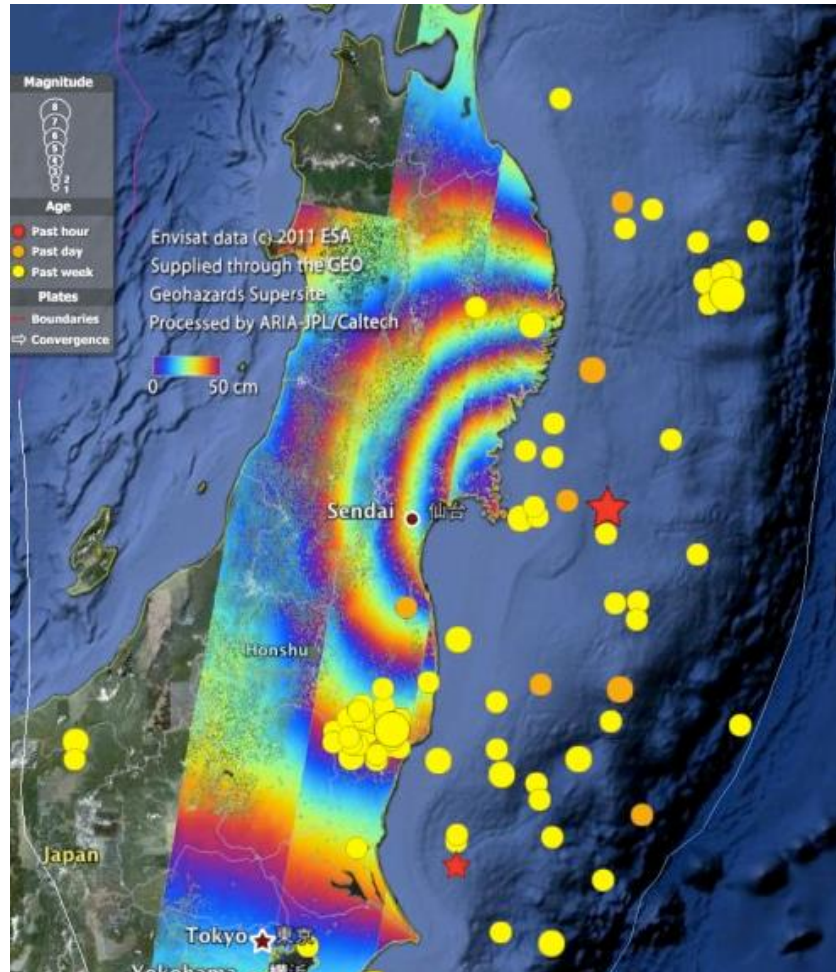 Magnitude
8
7
6
5
4
3
2
1
Age
Past hour
Past day
Past week
Plates
Boundaries
Convergence
Envisat data (c) 2011 ESA
Supplied through the GEO
Geohazards Supersite
Processed by ARIA-JPL/Caltech
0 50 cm
Sendai 仙台
Honshu
Japan
Tokyo 東京
Yokohama 横浜